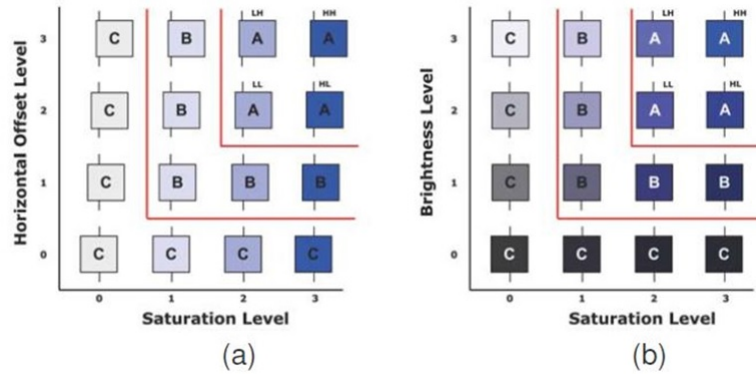 LH HH
3 C B A A
LL HL
2 C B A A
1 C B B B
0 C C C C
0 1 2 3
Horizontal Offset Level
Saturation Level
(a)
LH HH
3 C B A A
LL HL
2 C B A A
1 C B B B
0 C C C C
0 1 2 3
Brightness Level
Saturation Level
(b)